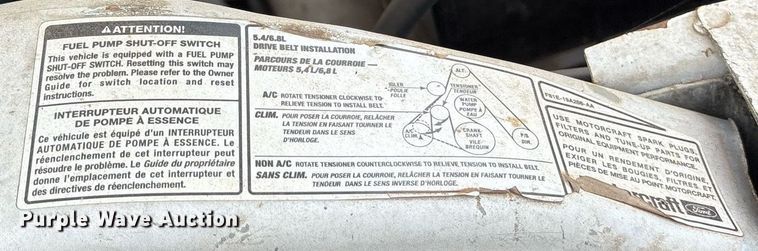 ATTENTION!
FUEL PUMP SHUT-OFF SWITCH
This vehicle is equipped with a FUEL PUMP
SHUT-OFF SWITCH. Resetting this switch may
resolve the problem. Please refer to the Owner
Guide for switch location and reset
instructions.
INTERRUPTEUR AUTOMATIQUE
DE POMPE À ESSENCE
Ce véhicule est équipé d'un INTERRUPTEUR
AUTOMATIQUE DE POMPE À ESSENCE. Le
réenclenchement de cet interrupteur peut
résoudre le problème. Le Guide du propriétaire
donne l'emplacement de cet interrupteur et
des directives de réenclenchement.
5.4/6.8L
DRIVE BELT INSTALLATION
PARCOURS DE LA COURROIE —
MOTEURS 5,4 L/6,8 L
A/C ROTATE TENSIONER CLOCKWISE TO
RELIEVE TENSION TO INSTALL BELT.
CLIM. POUR POSER LA COURROIE, RELÂCHER
LA TENSION EN FAISANT TOURNER LE
TENDEUR DANS LE SENS
D'HORLOGE.
NON A/C ROTATE TENSIONER COUNTERCLOCKWISE TO RELIEVE TENSION TO INSTALL BELT.
SANS CLIM. POUR POSER LA COURROIE, RELÂCHER LA TENSION EN FAISANT TOURNER LE
TENDEUR DANS LE SENS INVERSE D'HORLOGE.
ALT.
IDLER
POULIE
FOLLE
TENSIONER
TENDEUR
WATER
PUMP
POMPE À
EAU
A/C
CLIM.
CRANK-
SHAFT
VILE-
BREQUIN
P/S
DIR.
F81E-19A286-AA
USE MOTORCRAFT SPARK PLUGS,
FILTERS AND TUNE-UP PARTS FOR
ORIGINAL EQUIPMENT PERFORMANCE
POUR UN RENDEMENT D'ORIGINE
EXIGER LES BOUGIES, FILTRES ET
PIÈCES DE MISE AU POINT MOTORCRAFT.
craft
Ford
Purple Wave Auction